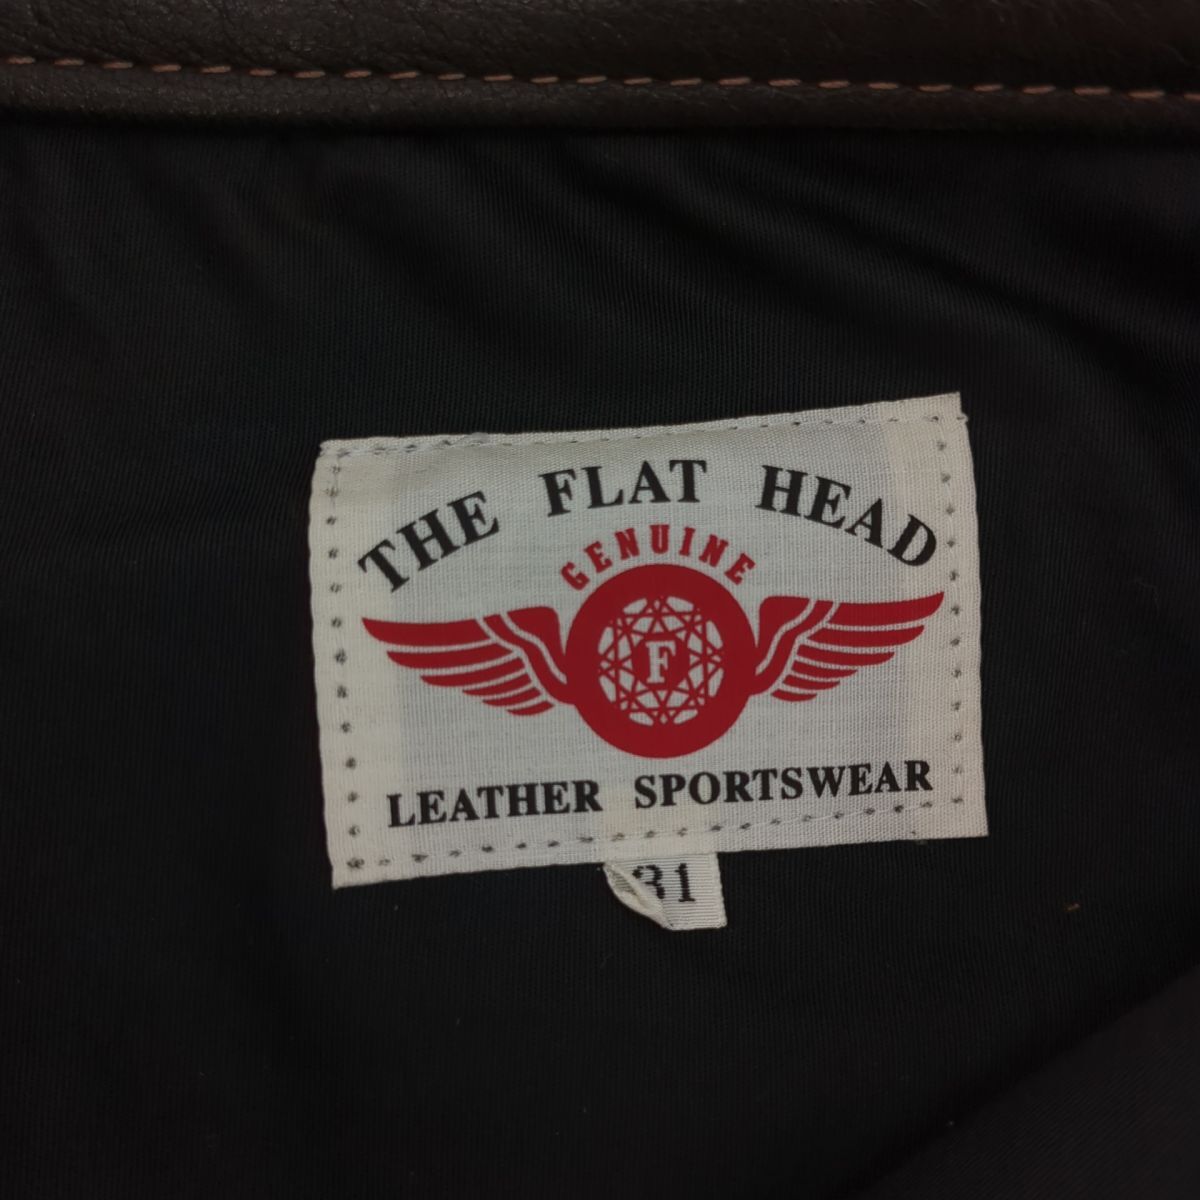 THE FLAT HEAD
GENUINE
F
LEATHER SPORTSWEAR
31